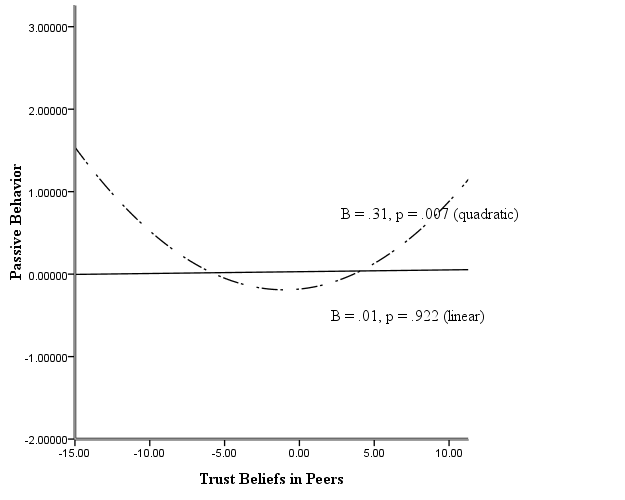 3.00000
2.00000
1.00000
0.00000
-1.00000
-2.00000
Passive Behavior
B = .31, p = .007 (quadratic)
B = .01, p = .922 (linear)
-15.00 -10.00 -5.00 0.00 5.00 10.00
Trust Beliefs in Peers